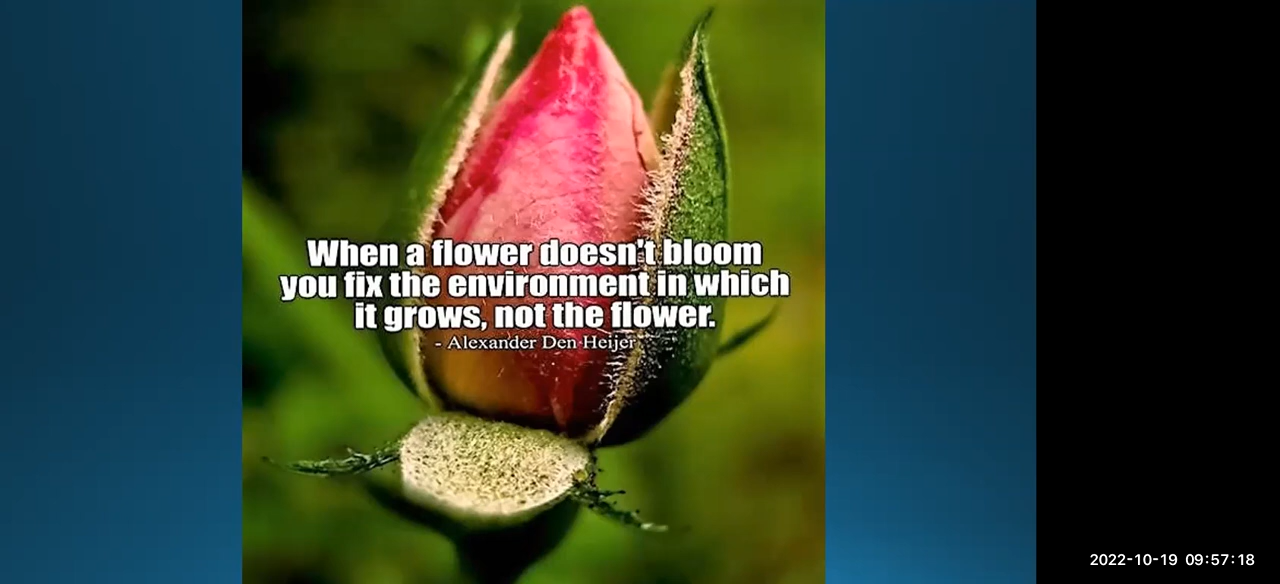 When a flower doesn't bloom
you fix the environment in which
it grows, not the flower.
- Alexander Den Heijer
2022-10-19 09:57:18